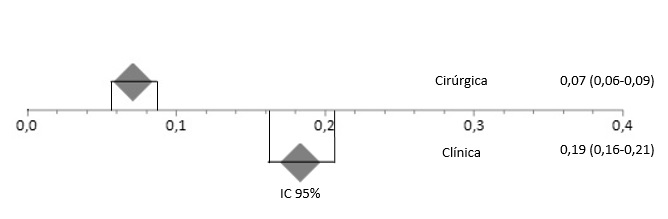 Cirúrgica 0,07 (0,06-0,09)
0,0 0,1 0,2 0,3 0,4
Clínica 0,19 (0,16-0,21)
IC 95%